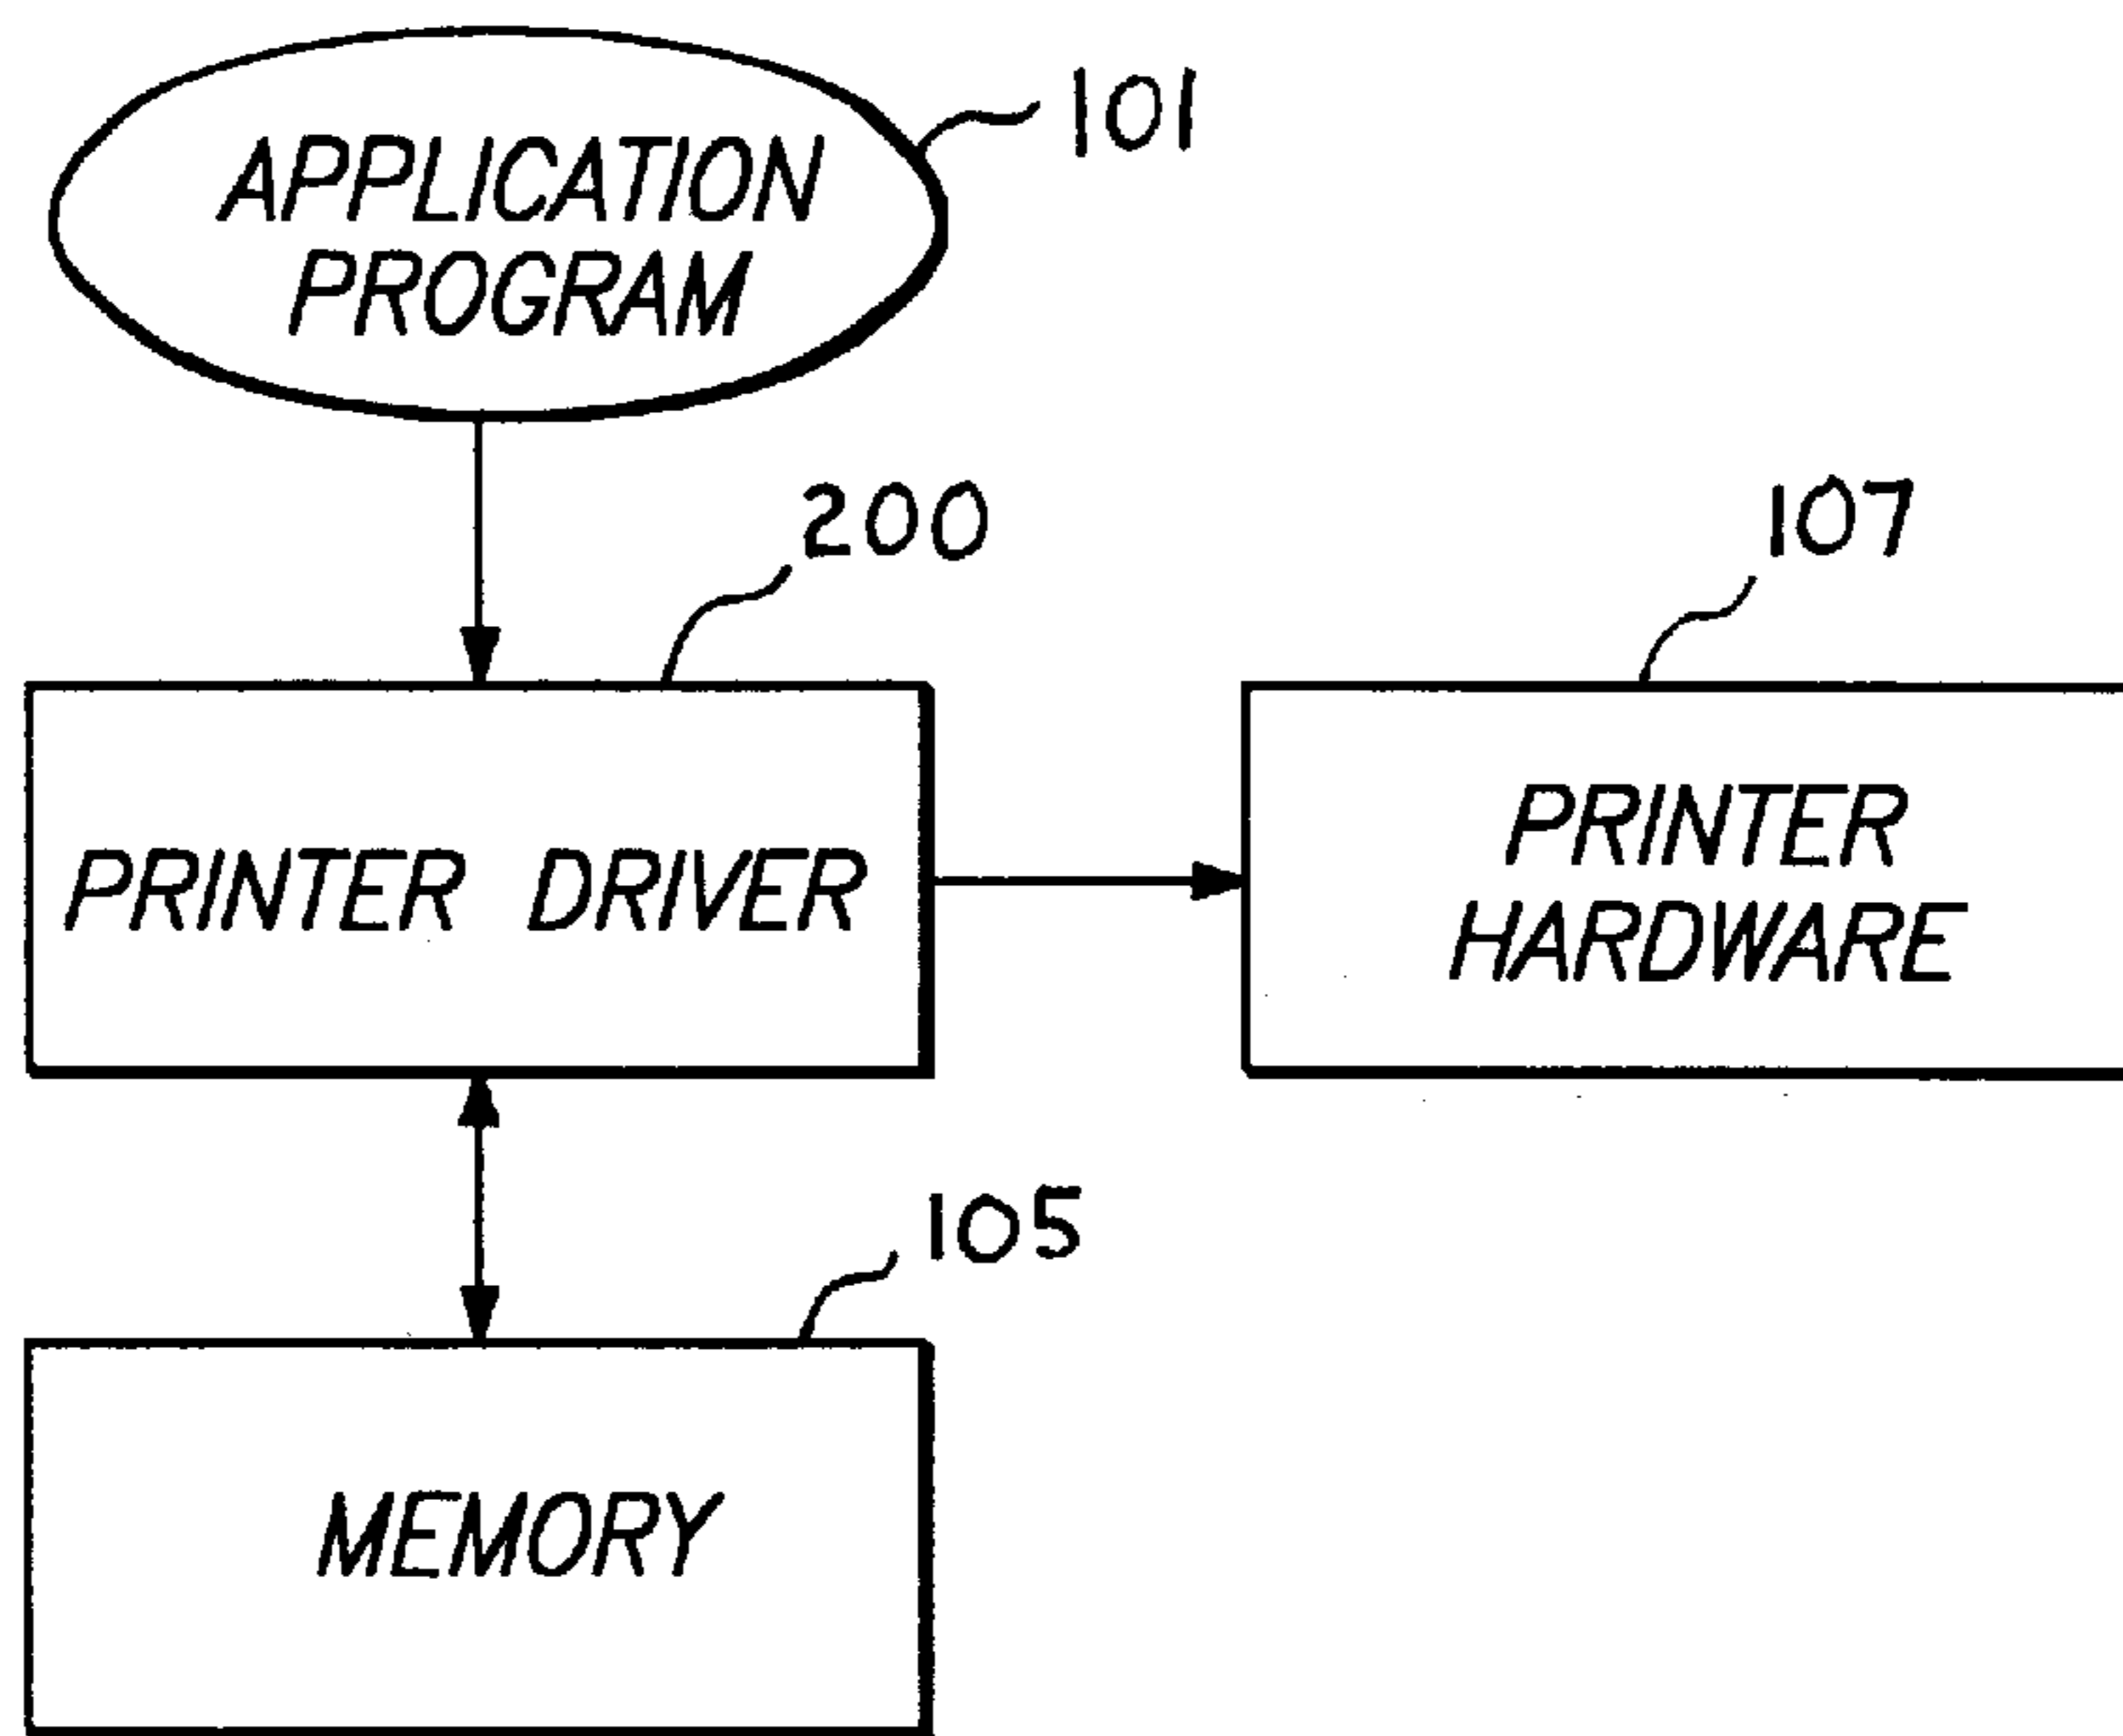 APPLICATION
PROGRAM
101
200
107
PRINTER DRIVER
PRINTER
HARDWARE
105
MEMORY